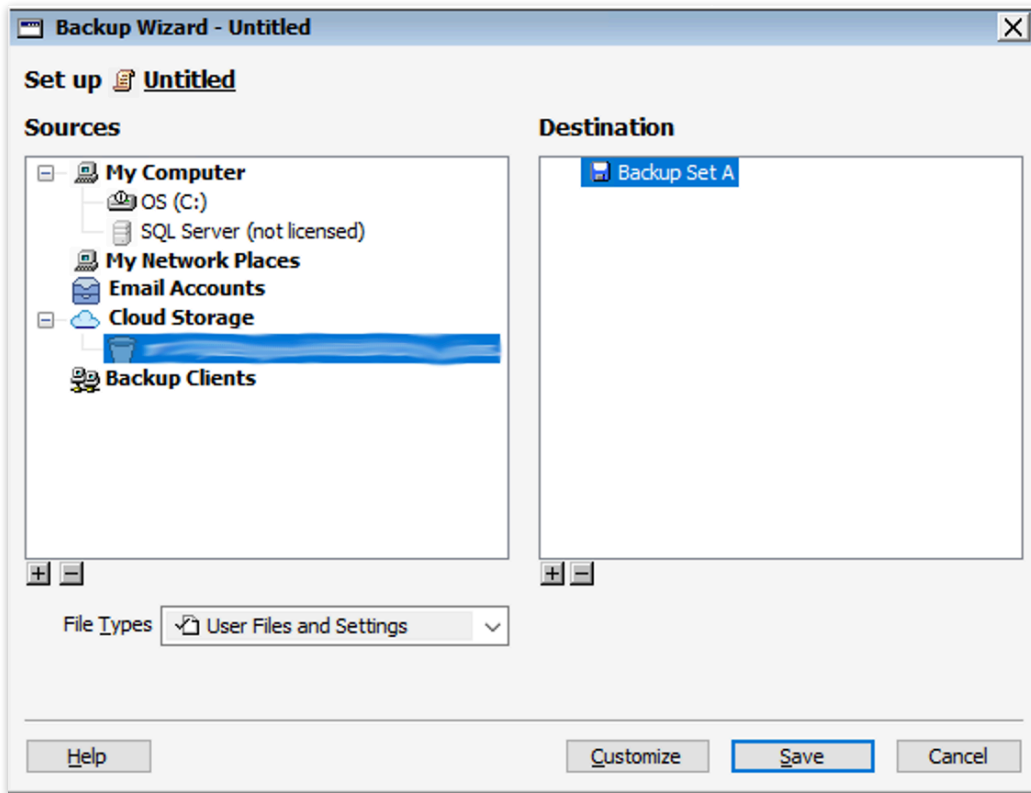 Backup Wizard - Untitled
Set up Untitled
Sources
My Computer
OS (C:)
SQL Server (not licensed)
My Network Places
Email Accounts
Cloud Storage
Backup Clients
File Types User Files and Settings
Destination
Backup Set A
Help Customize Save Cancel